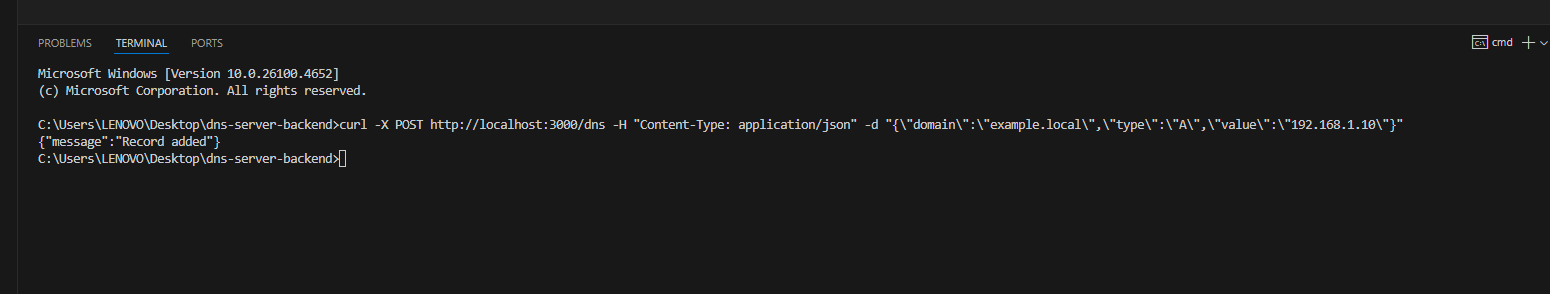 PROBLEMS TERMINAL PORTS cmd
Microsoft Windows [Version 10.0.26100.4652]
(c) Microsoft Corporation. All rights reserved.
C:\Users\LENOVO\Desktop\dns-server-backend>curl -X POST http://localhost:3000/dns -H "Content-Type: application/json" -d "{\"domain\":\"example.local\",\"type\":\"A\",\"value\":\"192.168.1.10\"}"
{"message":"Record added"}
C:\Users\LENOVO\Desktop\dns-server-backend>